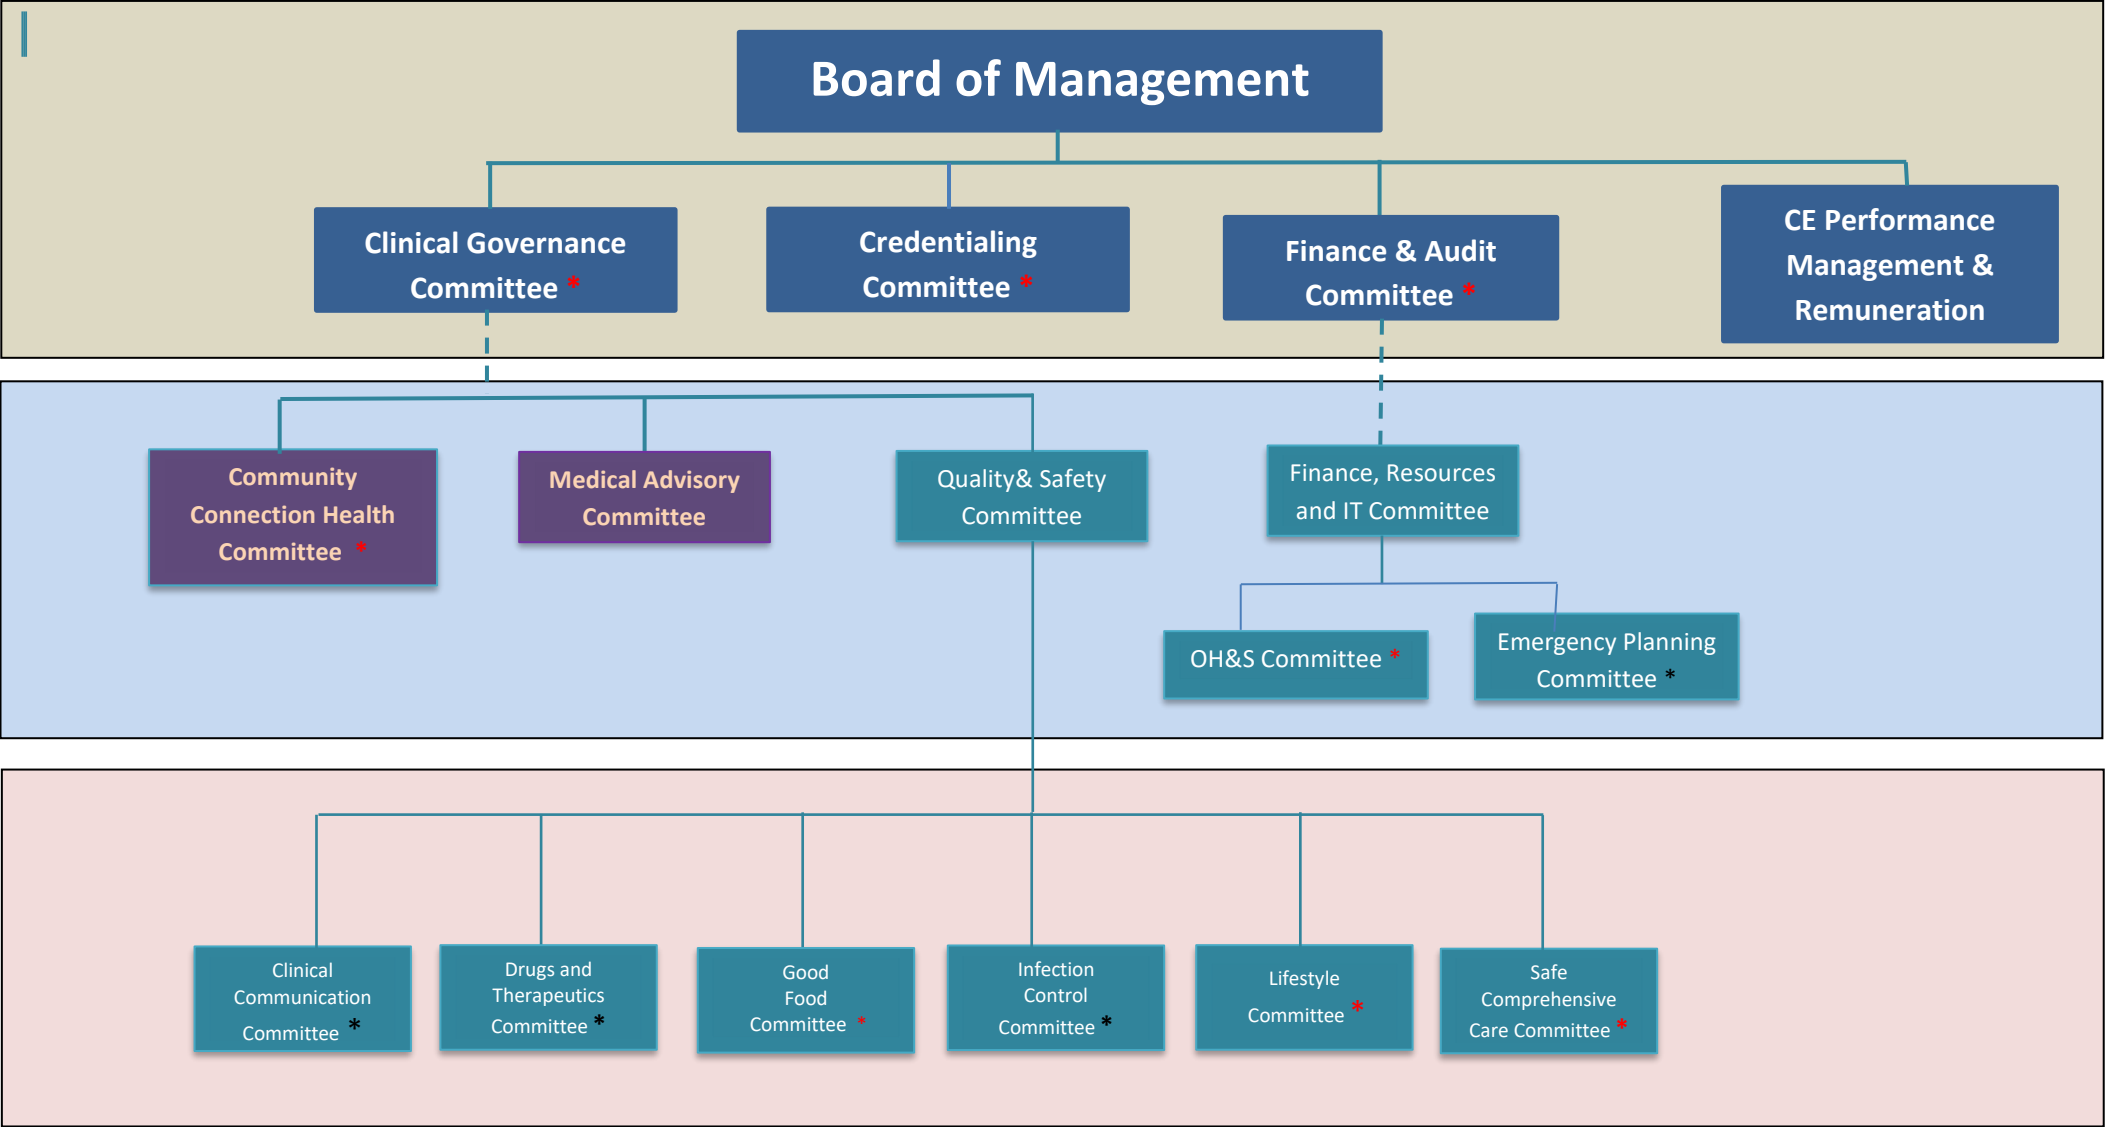 Board of Management
Clinical Governance
Committee *
Credentialing
Committee *
Finance & Audit
Committee *
CE Performance
Management &
Remuneration
Community
Connection Health
Committee *
Medical Advisory
Committee
Quality& Safety
Committee
Finance, Resources
and IT Committee
OH&S Committee *
Emergency Planning
Committee *
Clinical
Communication
Committee *
Drugs and
Therapeutics
Committee *
Good
Food
Committee *
Infection
Control
Committee *
Lifestyle
Committee *
Safe
Comprehensive
Care Committee *